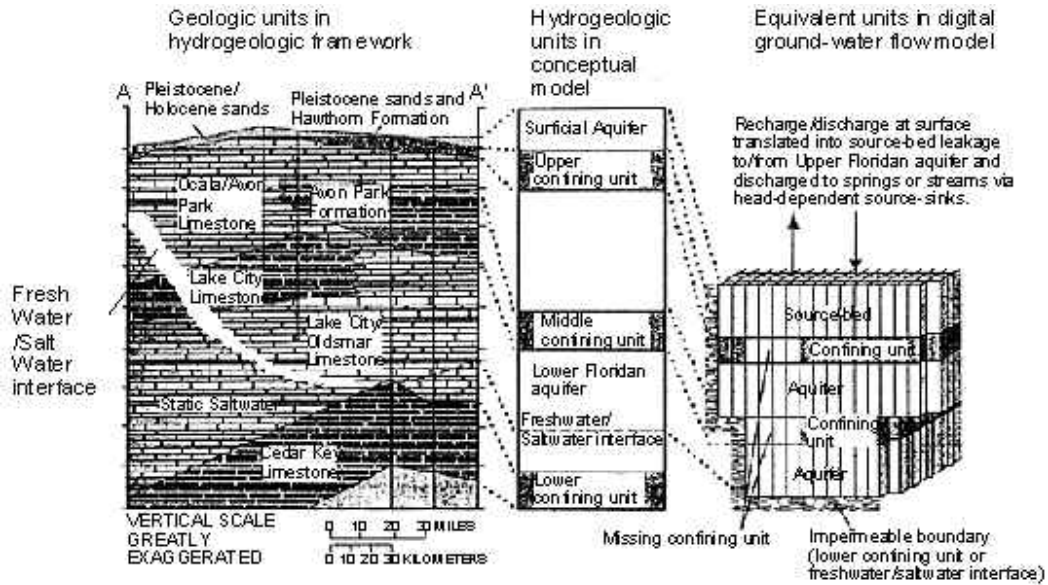 Geologic units in
hydrogeologic framework
Hydrogeologic
units in
conceptual
model
Equivalent units in digital
ground-water flow model
A
A'
Pleistocene/
Holocene sands
Pleistocene sands and
Hawthorn Formation
Ocala/Avon
Park
Limestone
Avon Park
Formation
Lake City
Limestone
Lake City/
Oldsmar
Limestone
Static Saltwater
Cedar Key
Limestone
Fresh
Water
/Salt
Water
interface
VERTICAL SCALE
GREATLY
EXAGGERATED
0 10 20 30 MILES
0 10 20 30 KILOMETERS
Surficial Aquifer
Upper
confining unit
Middle
confining unit
Lower Floridan
aquifer
Freshwater/
Saltwater interface
Lower
confining unit
Recharge/discharge at surface
translated into source-bed leakage
to/from Upper Floridan aquifer and
discharged to springs or streams via
head-dependent source-sinks.
Source-bed
Confining unit
Aquifer
Confining
unit
Aquifer
Missing confining unit
Impermeable boundary
(lower confining unit or
freshwater/saltwater interface)